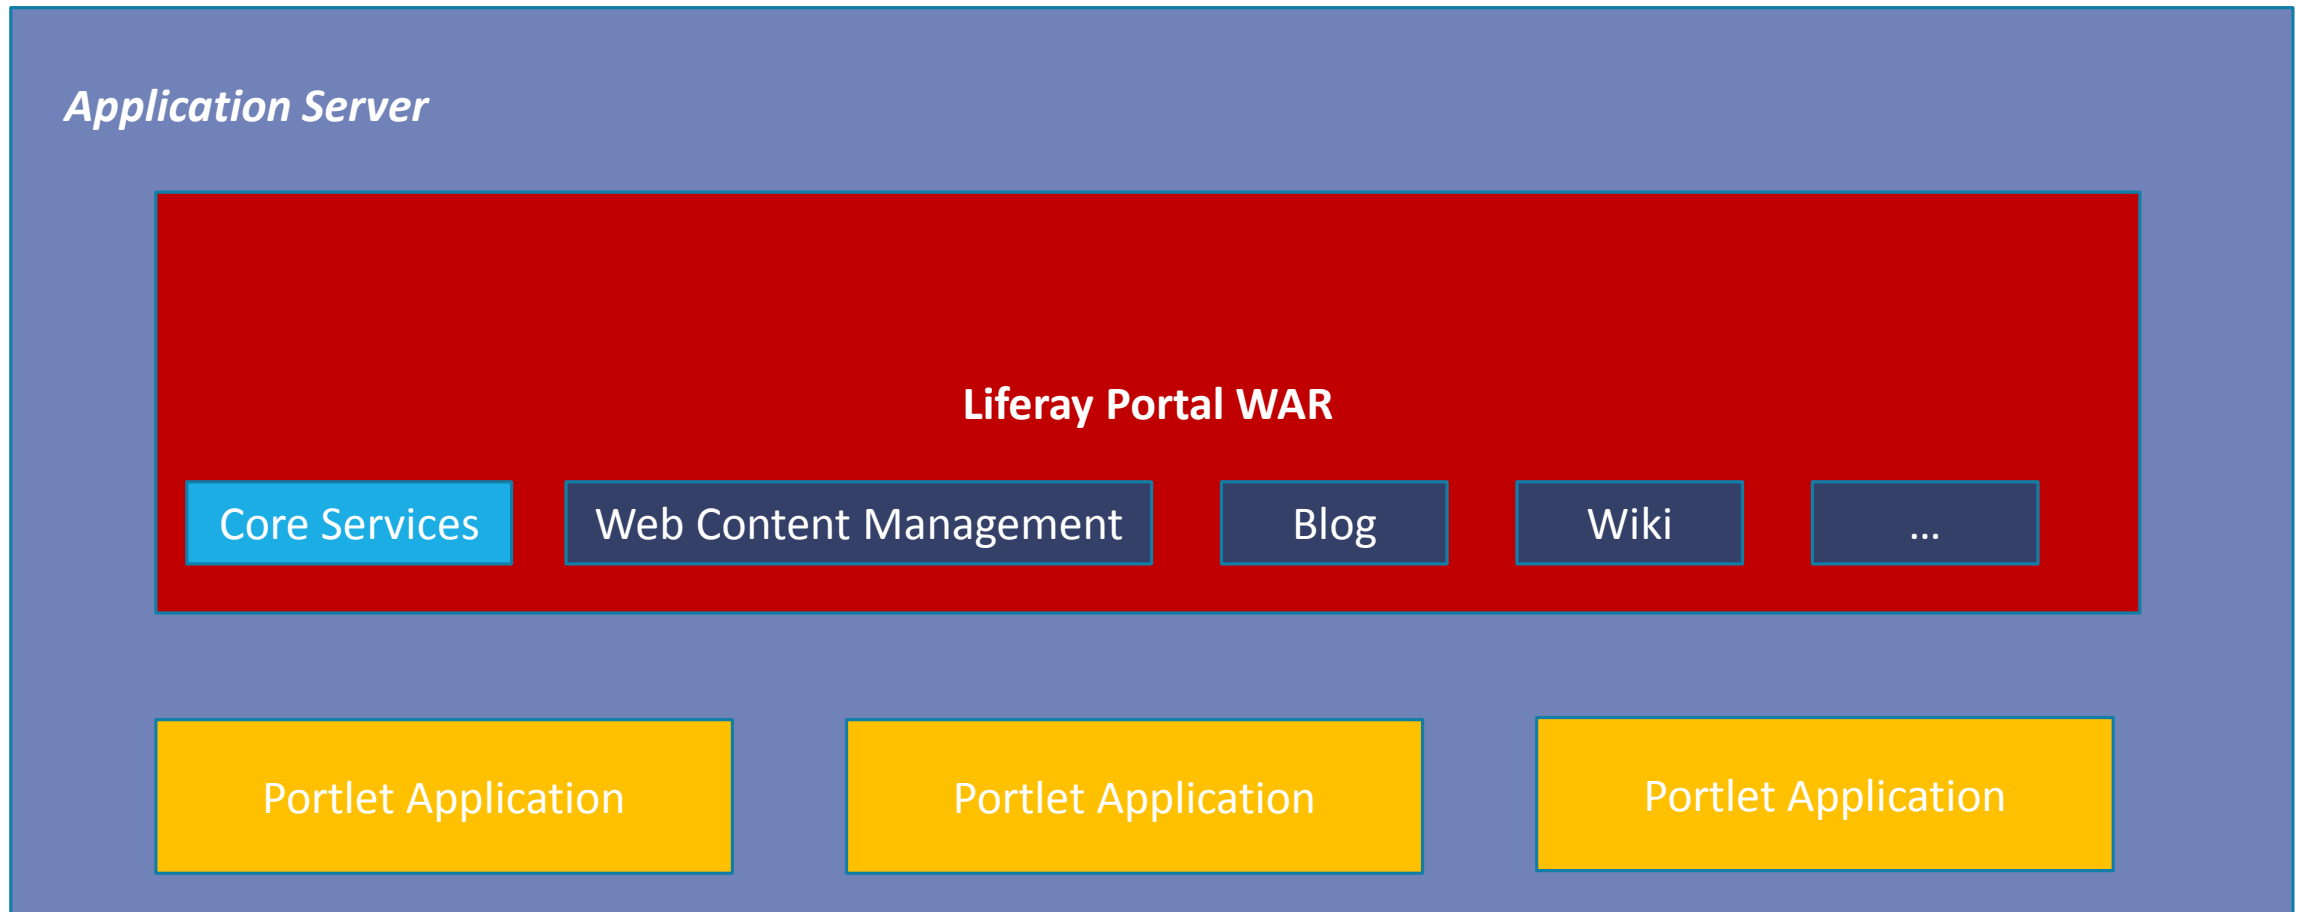 Application Server
Liferay Portal WAR
Core Services
Web Content Management
Blog
Wiki
...
Portlet Application
Portlet Application
Portlet Application